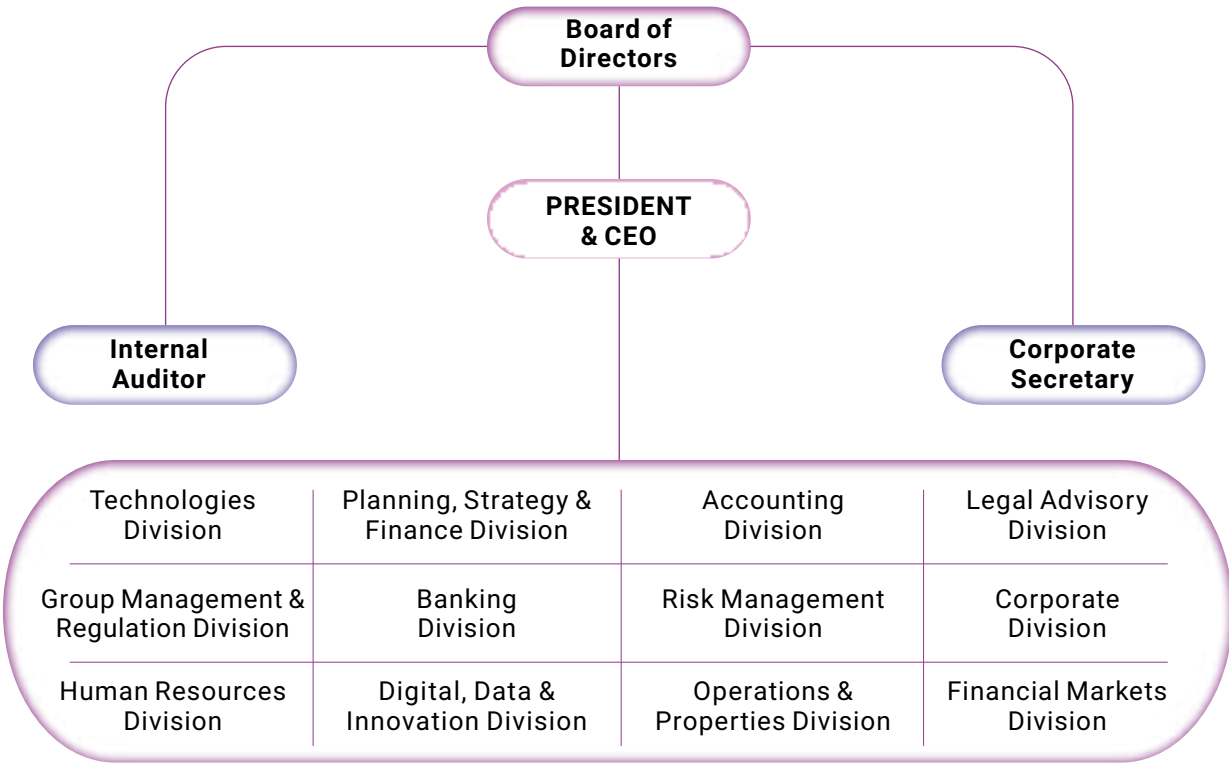 Board of
Directors
PRESIDENT
& CEO
Internal
Auditor
Corporate
Secretary
Technologies
Division
Planning, Strategy &
Finance Division
Accounting
Division
Legal Advisory
Division
Group Management &
Regulation Division
Banking
Division
Risk Management
Division
Corporate
Division
Human Resources
Division
Digital, Data &
Innovation Division
Operations &
Properties Division
Financial Markets
Division